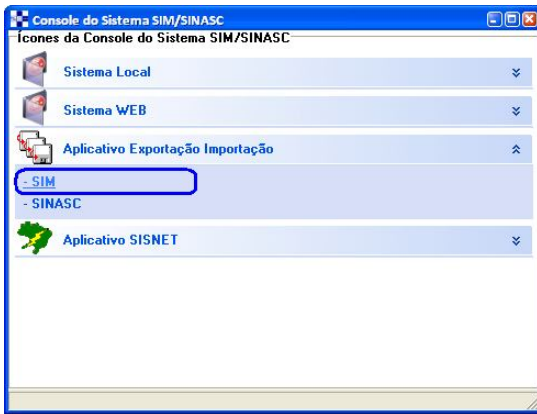 Console do Sistema SIM/SINASC
Ícones da Console do Sistema SIM/SINASC
Sistema Local
Sistema WEB
Aplicativo Exportação Importação
- SIM
- SINASC
Aplicativo SISNET